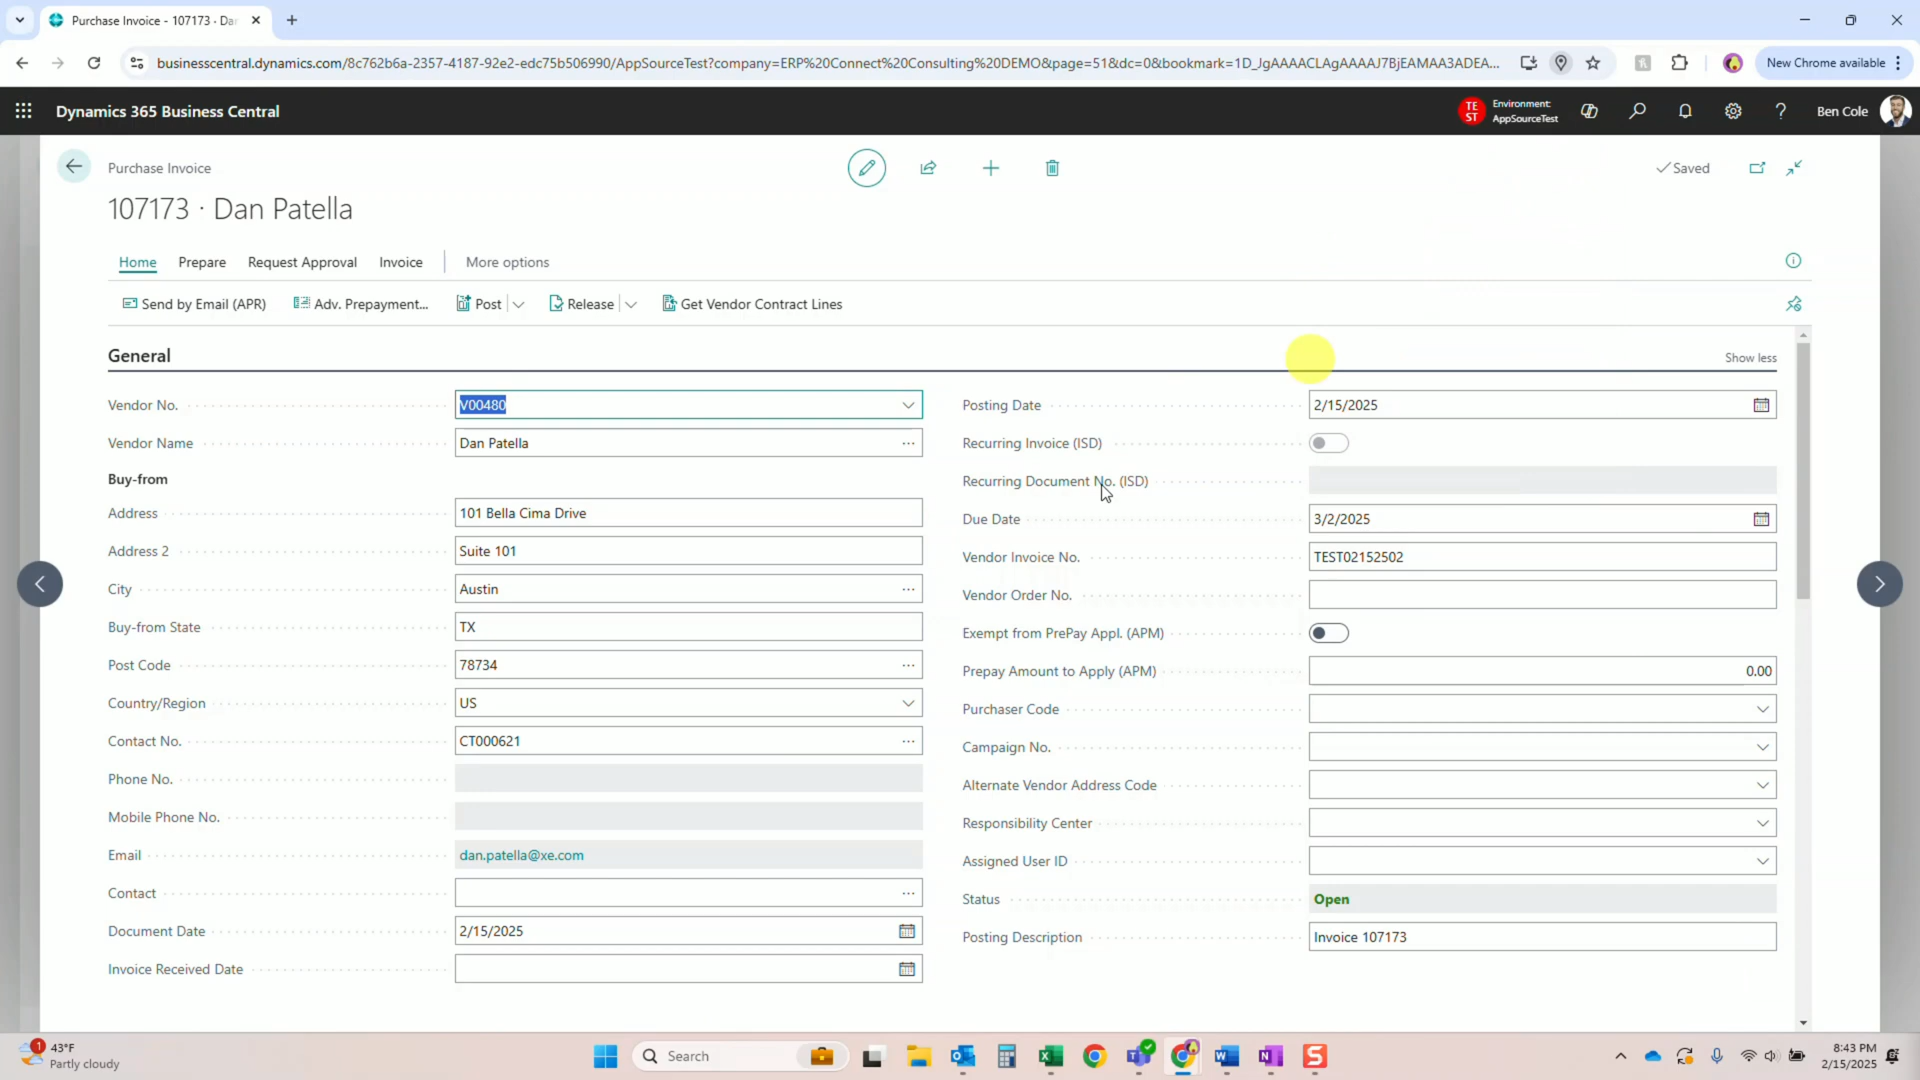 Purchase Invoice - 107173 · Da
businesscentral.dynamics.com/8c762b6a-2357-4187-92e2-edc75b506990/AppSourceTest?company=ERP%20Connect%20Consulting%20DEMO&page=51&dc=0&bookmark=1D_JgAAAACLAgAAAAJ7BjEAMAA3ADEA...
New Chrome available
Dynamics 365 Business Central
TE ST
Environment:
AppSourceTest
Ben Cole
Purchase Invoice
Saved
107173 · Dan Patella
Home Prepare Request Approval Invoice More options
Send by Email (APR) Adv. Prepayment... Post Release Get Vendor Contract Lines
General
Show less
Vendor No. V00480
Vendor Name Dan Patella
Buy-from
Address 101 Bella Cima Drive
Address 2 Suite 101
City Austin
Buy-from State TX
Post Code 78734
Country/Region US
Contact No. CT000621
Phone No.
Mobile Phone No.
Email dan.patella@xe.com
Contact
Document Date 2/15/2025
Invoice Received Date
Posting Date 2/15/2025
Recurring Invoice (ISD)
Recurring Document No. (ISD)
Due Date 3/2/2025
Vendor Invoice No. TEST02152502
Vendor Order No.
Exempt from PrePay Appl. (APM)
Prepay Amount to Apply (APM) 0.00
Purchaser Code
Campaign No.
Alternate Vendor Address Code
Responsibility Center
Assigned User ID
Status Open
Posting Description Invoice 107173
1
43°F
Partly cloudy
Search
8:43 PM
2/15/2025